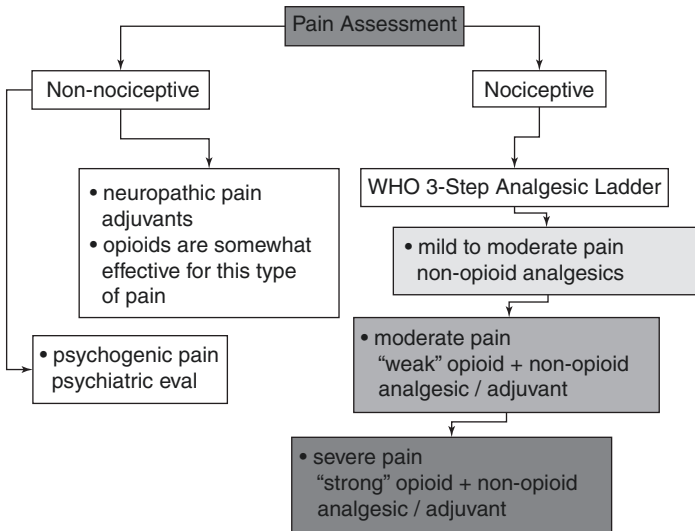 Pain Assessment
Non-nociceptive
Nociceptive
• neuropathic pain
adjuvants
• opioids are somewhat
effective for this type
of pain
WHO 3-Step Analgesic Ladder
• mild to moderate pain
non-opioid analgesics
• moderate pain
“weak” opioid + non-opioid
analgesic / adjuvant
• psychogenic pain
psychiatric eval
• severe pain
“strong” opioid + non-opioid
analgesic / adjuvant